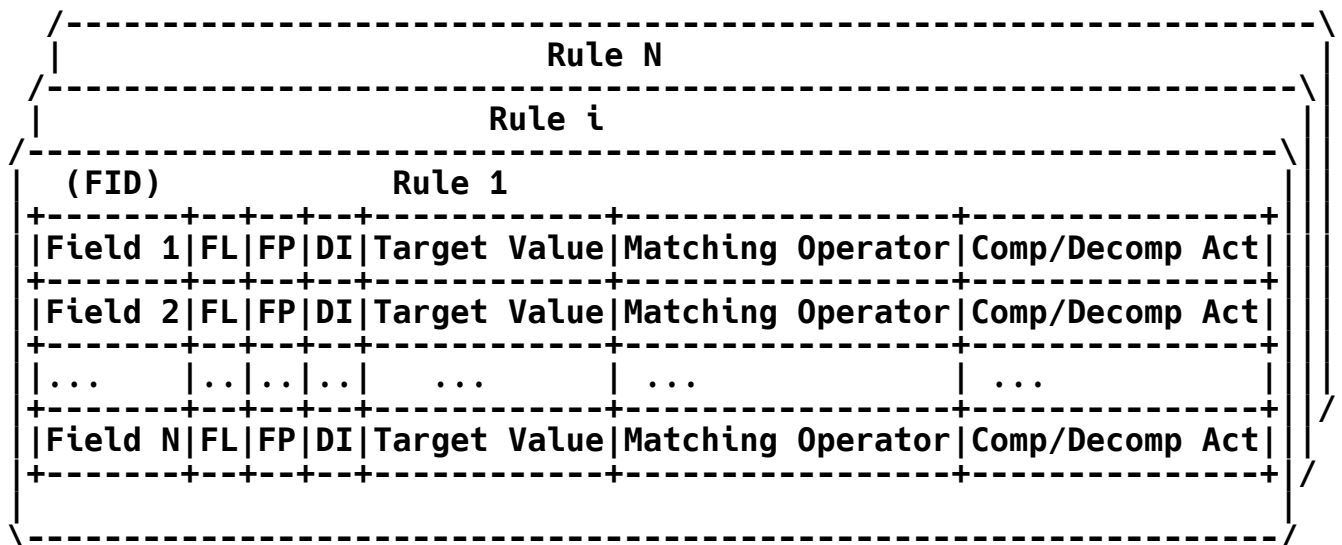 Rule N
Rule i
(FID) Rule 1
|Field 1|FL|FP|DI|Target Value|Matching Operator|Comp/Decomp Act|
|Field 2|FL|FP|DI|Target Value|Matching Operator|Comp/Decomp Act|
|... |..|..|..| ... | ... | ... |
|Field N|FL|FP|DI|Target Value|Matching Operator|Comp/Decomp Act|